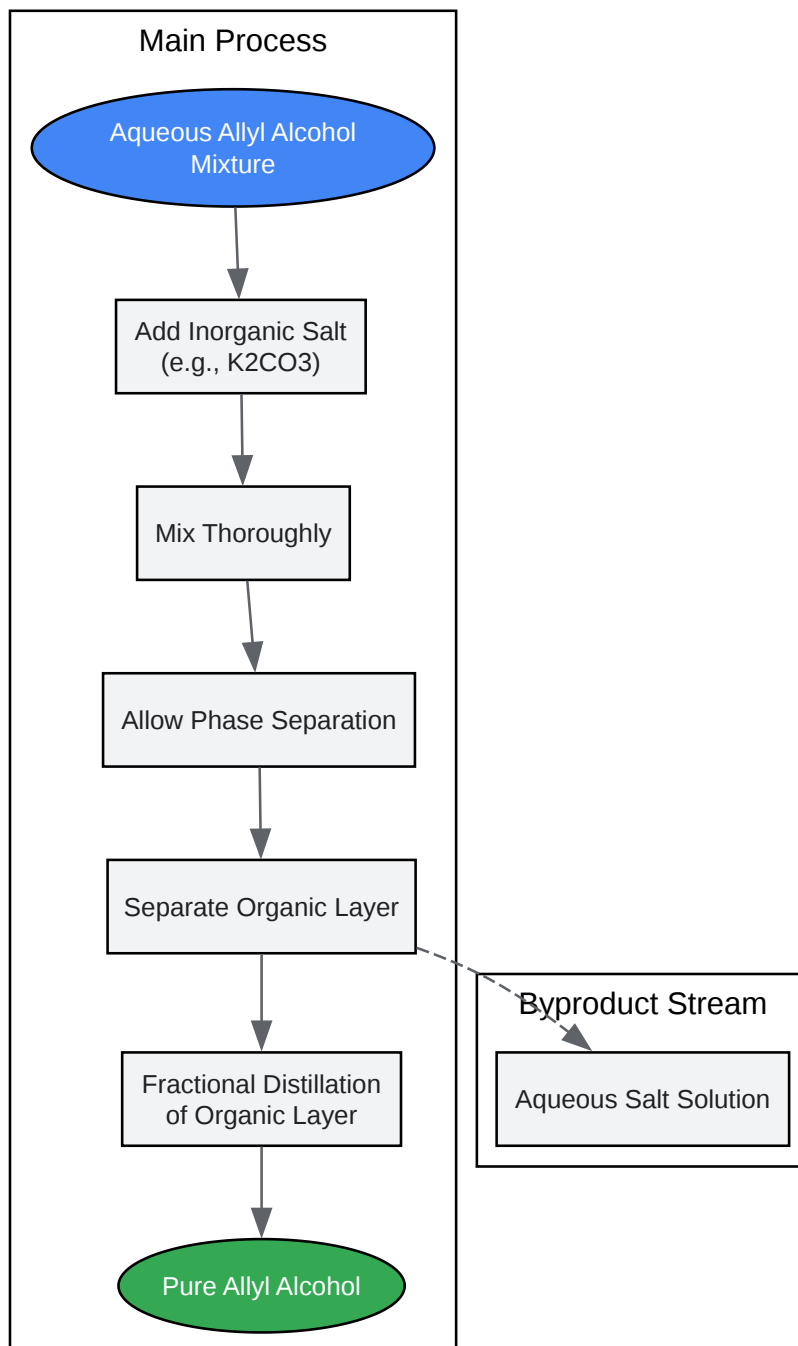 Main Process
Aqueous Allyl Alcohol
Mixture
Add Inorganic Salt
(e.g., K2CO3)
Mix Thoroughly
Allow Phase Separation
Separate Organic Layer
Byproduct Stream
Aqueous Salt Solution
Fractional Distillation
of Organic Layer
Pure Allyl Alcohol